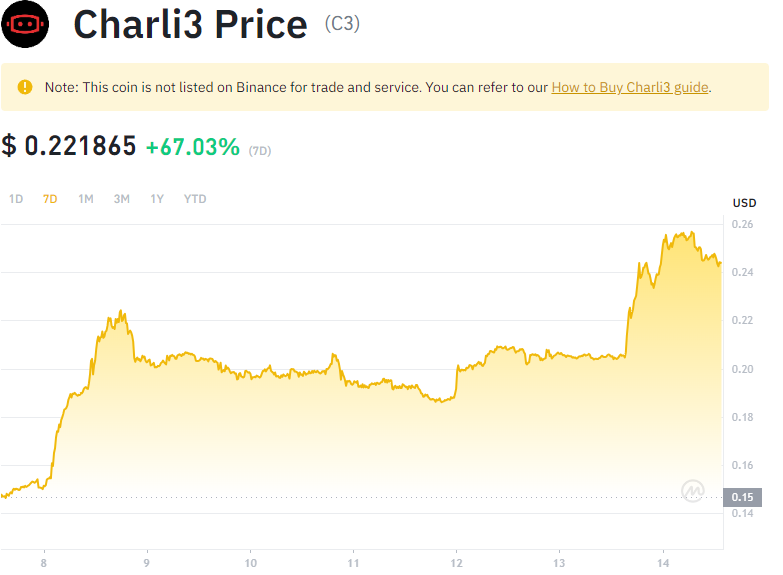 Charli3 Price (C3)
Note: This coin is not listed on Binance for trade and service. You can refer to our How to Buy Charli3 guide.
$ 0.221865 +67.03% (7D)
1D 7D 1M 3M 1Y YTD
USD
0.26
0.24
0.22
0.20
0.18
0.16
0.15
0.14
8 9 10 11 12 13 14